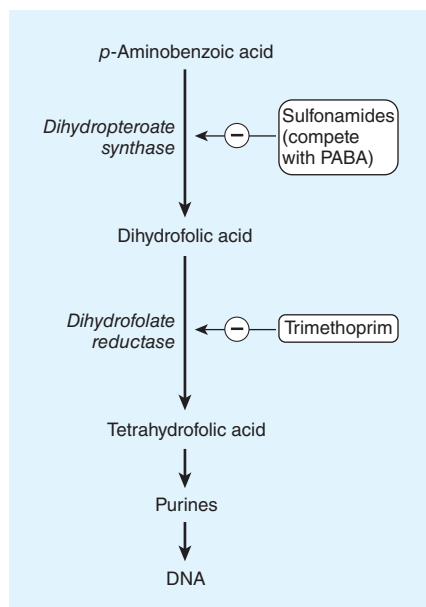 p-Aminobenzoic acid
Dihydropteroate
synthase
−
Sulfonamides
(compete
with PABA)
Dihydrofolic acid
Dihydrofolate
reductase
−
Trimethoprim
Tetrahydrofolic acid
Purines
DNA